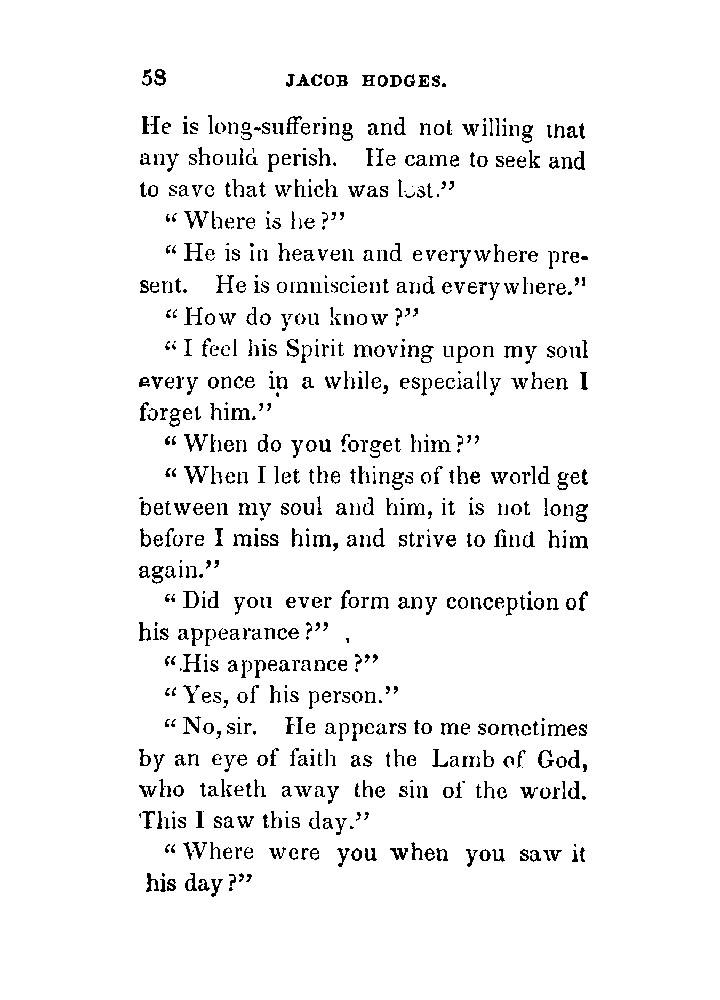 58 JACOB HODGES.
He is long-suffering and not willing that
any should perish. He came to seek and
to save that which was lost.”
“Where is he?”
“He is in heaven and everywhere pre-
sent. He is omniscient and everywhere.”
“How do you know?”
“I feel his Spirit moving upon my soul
every once in a while, especially when I
forget him.”
“When do you forget him?”
“When I let the things of the world get
between my soul and him, it is not long
before I miss him, and strive to find him
again.”
“Did you ever form any conception of
his appearance?”
“His appearance?”
“Yes, of his person.”
“No, sir. He appears to me sometimes
by an eye of faith as the Lamb of God,
who taketh away the sin of the world.
This I saw this day.”
“Where were you when you saw it
his day?”